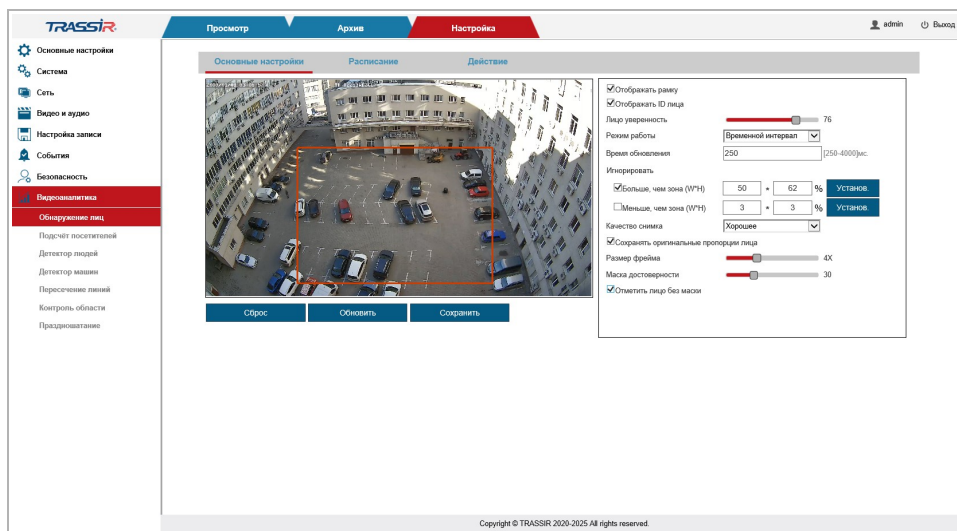 TRASSIR
Просмотр
Архив
Настройка
admin
Выход
Основные настройки
Система
Сеть
Видео и аудио
Настройка записи
События
Безопасность
Видеоаналитика
Обнаружение лиц
Подсчёт посетителей
Детектор людей
Детектор машин
Пересечение линий
Контроль области
Праздношатание
Основные настройки
Расписание
Действие
Сброс
Обновить
Сохранить
Отображать рамку
Отображать ID лица
Лицо уверенность 76
Режим работы Временной интервал
Время обновления 250 [250-4000]мс.
Игнорировать
Больше, чем зона (W*H) 50 * 62 % Установ.
Меньше, чем зона (W*H) 3 * 3 % Установ.
Качество снимка Хорошее
Сохранять оригинальные пропорции лица
Размер фрейма 4X
Маска достоверности 30
Отметить лицо без маски
Copyright © TRASSIR 2020-2025 All rights reserved.